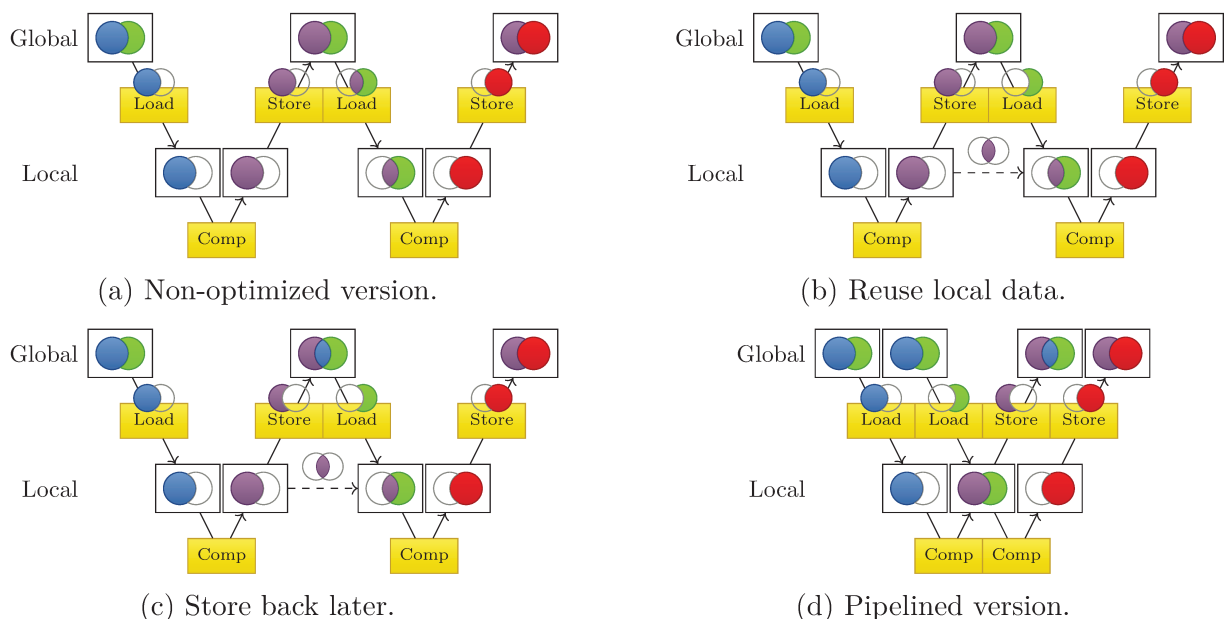 Global
Load
Store
Load
Store
Local
Comp
Comp
(a) Non-optimized version.
Global
Load
Store
Load
Store
Local
Comp
Comp
(b) Reuse local data.
Global
Load
Store
Load
Store
Local
Comp
Comp
(c) Store back later.
Global
Load
Load
Store
Store
Local
Comp
Comp
(d) Pipelined version.